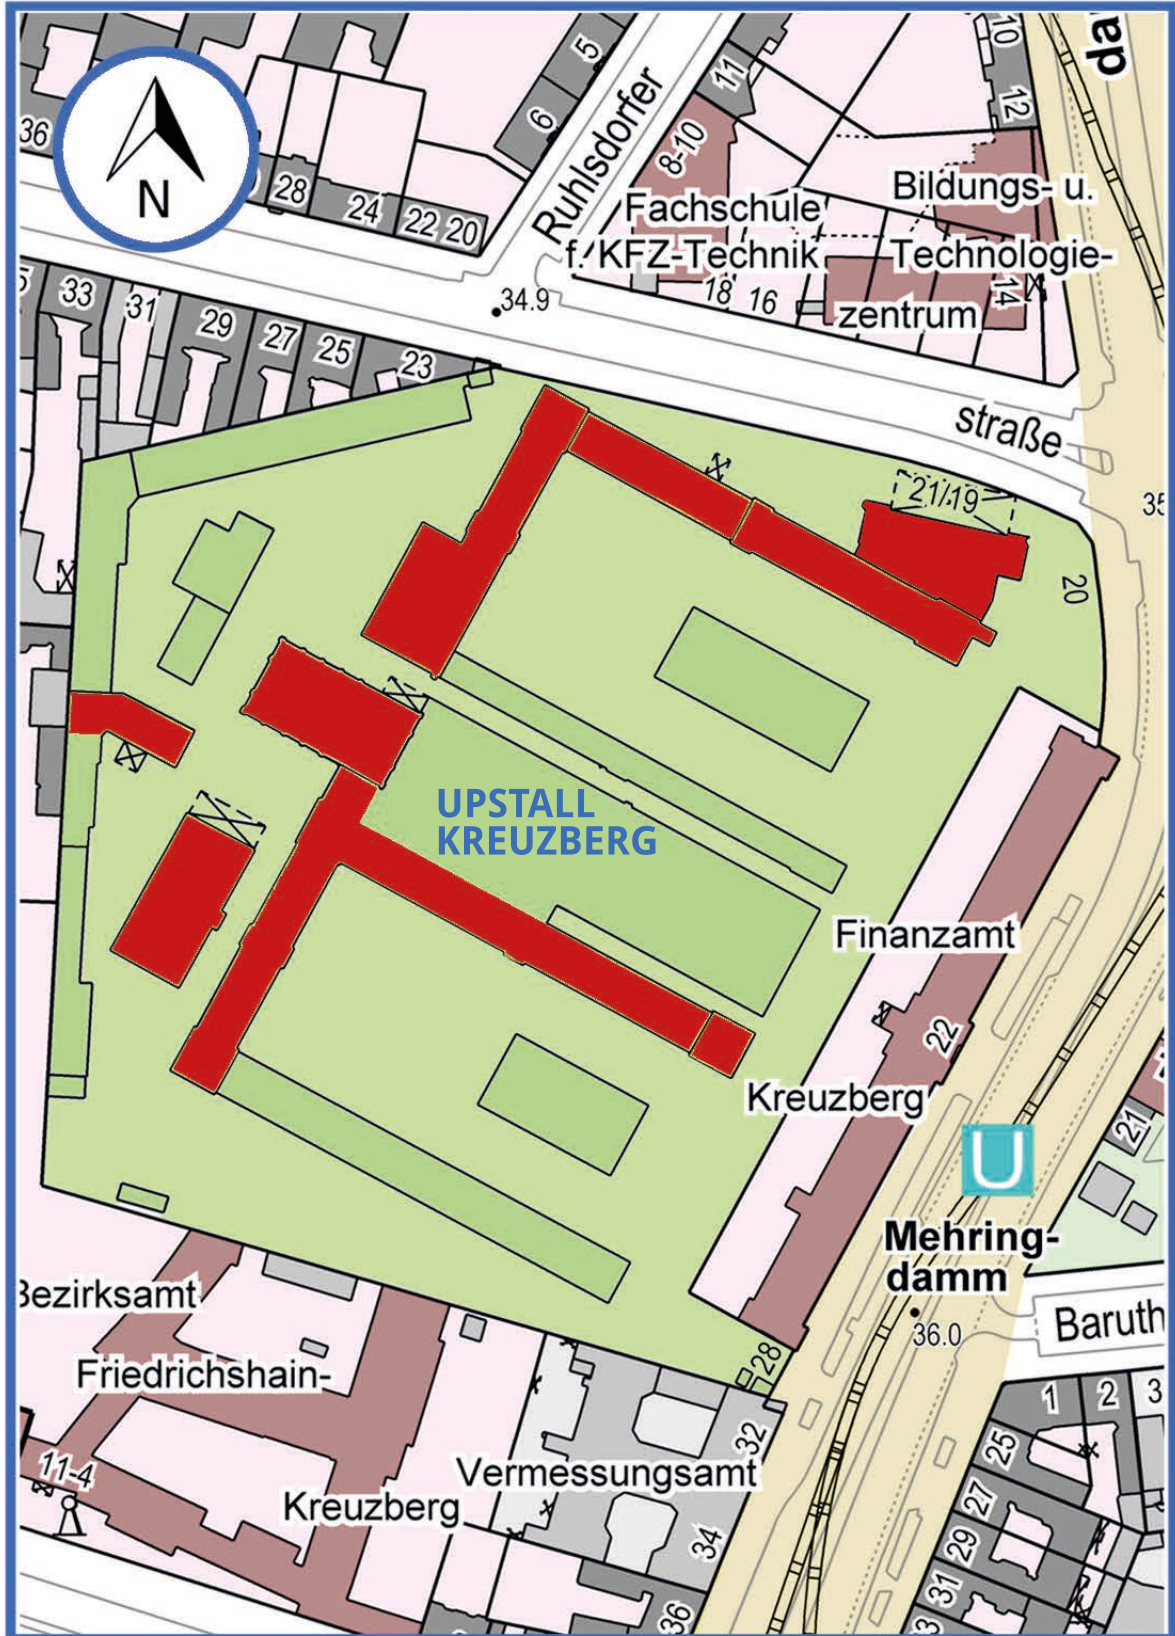 da
10
12
5
6
11
8-10
36
N
28
24
22
20
Ruhlsdorfer
Fachschule
f. KFZ-Technik
18
16
Bildungs- u.
Technologie-
zentrum
14
33
31
29
27
25
23
34.9
straße
21/19
20
35
UPSTALL
KREUZBERG
Finanzamt
22
Kreuzberg
U
21
Mehring-
damm
36.0
Baruth
28
Bezirksamt
Friedrichshain-
Kreuzberg
11-4
Vermessungsamt
32
34
36
1
2
3
25
27
29
31